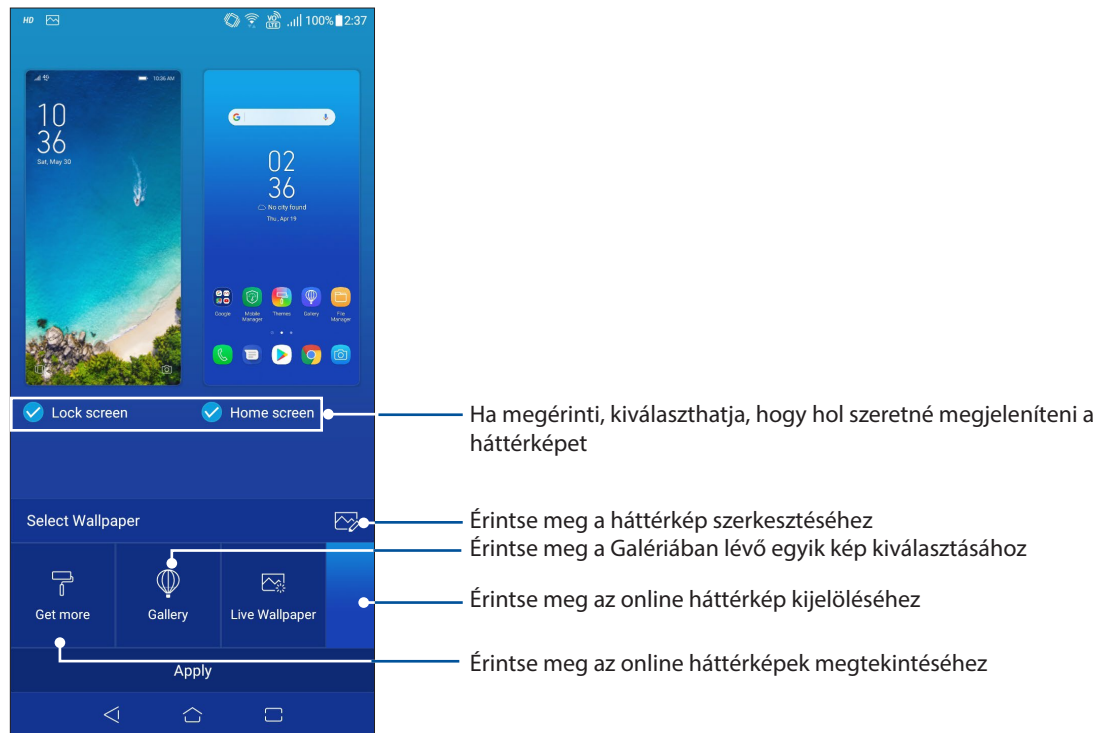 HD
VoLTE 100% 2:37
4G 10:36 AM
10
36
Sat, May 30
G
02
36
No city found
Thu, Apr 19
Google Mobile Manager Themes Gallery File Manager
Lock screen
Home screen
Ha megérinti, kiválaszthatja, hogy hol szeretné megjeleníteni a
háttérképet
Select Wallpaper
Érintse meg a háttérkép szerkesztéséhez
Érintse meg a Galériában lévő egyik kép kiválasztásához
Get more
Gallery
Live Wallpaper
Érintse meg az online háttérkép kijelöléséhez
Érintse meg az online háttérképek megtekintéséhez
Apply